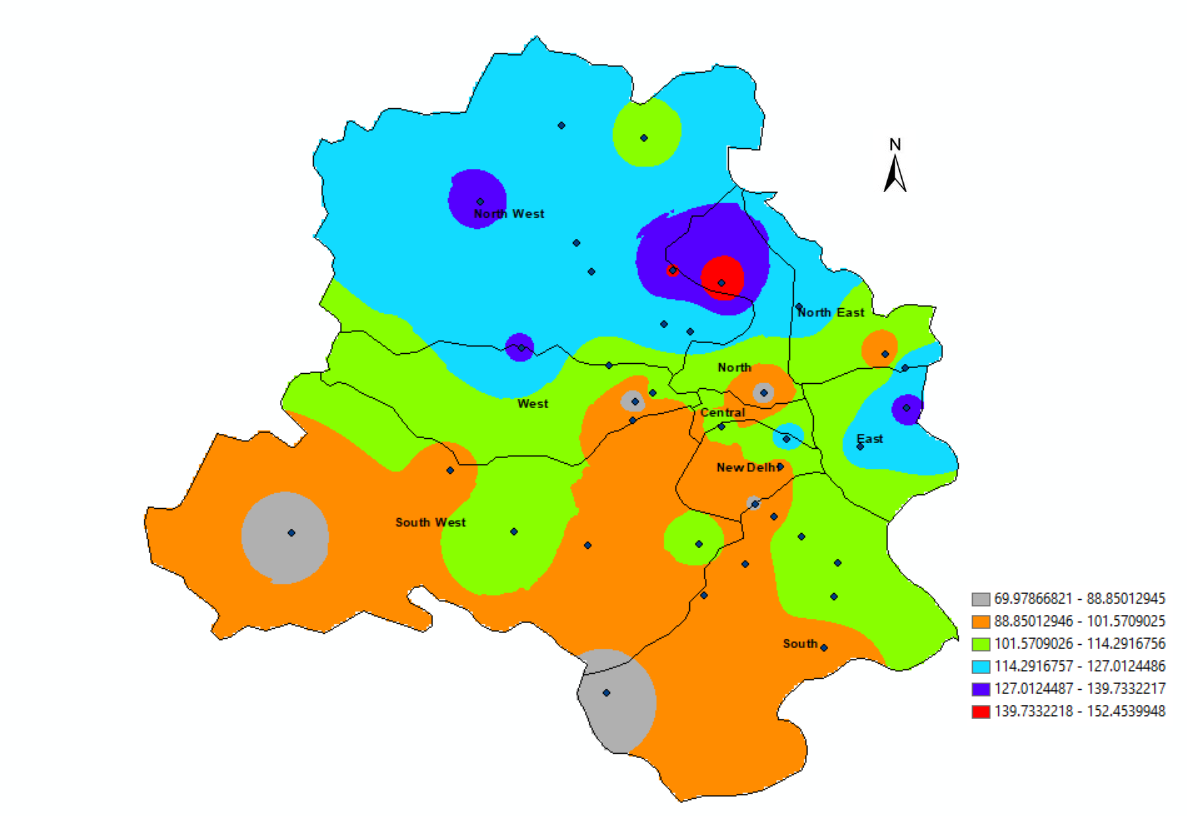 N
North West
North East
North
West
Central
East
New Delhi
South West
South
69.97866821 - 88.85012945
88.85012946 - 101.5709025
101.5709026 - 114.2916756
114.2916757 - 127.0124486
127.0124487 - 139.7332217
139.7332218 - 152.4539948